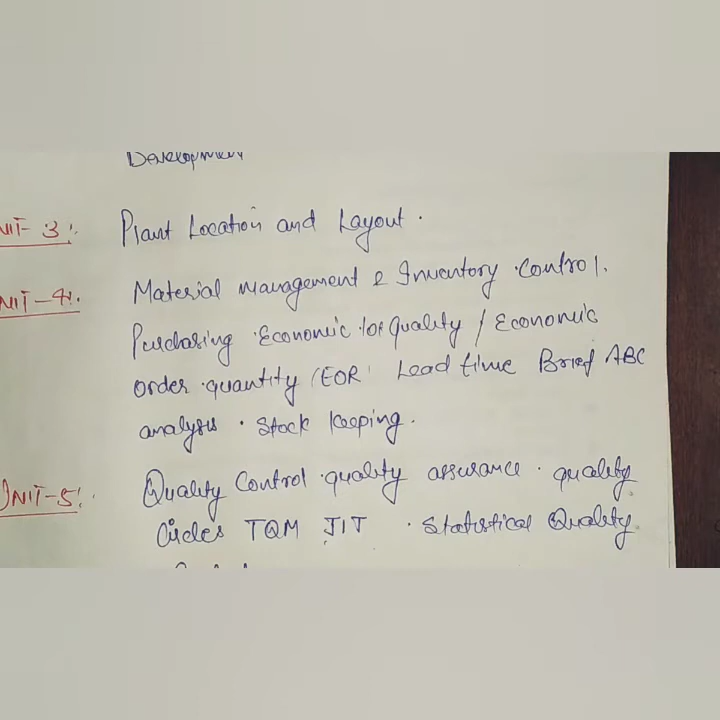 Development
NIT-3:. Plant Location and Layout.
NIT-4:. Material management & Inventory Control.
Purchasing Economic lot quality / Economic
order quantity (EOR) Lead time Brief ABC
analysis. Stock Keeping.
UNIT-5:. Quality Control quality assurance. quality
Circles TQM JIT. Statistical Quality